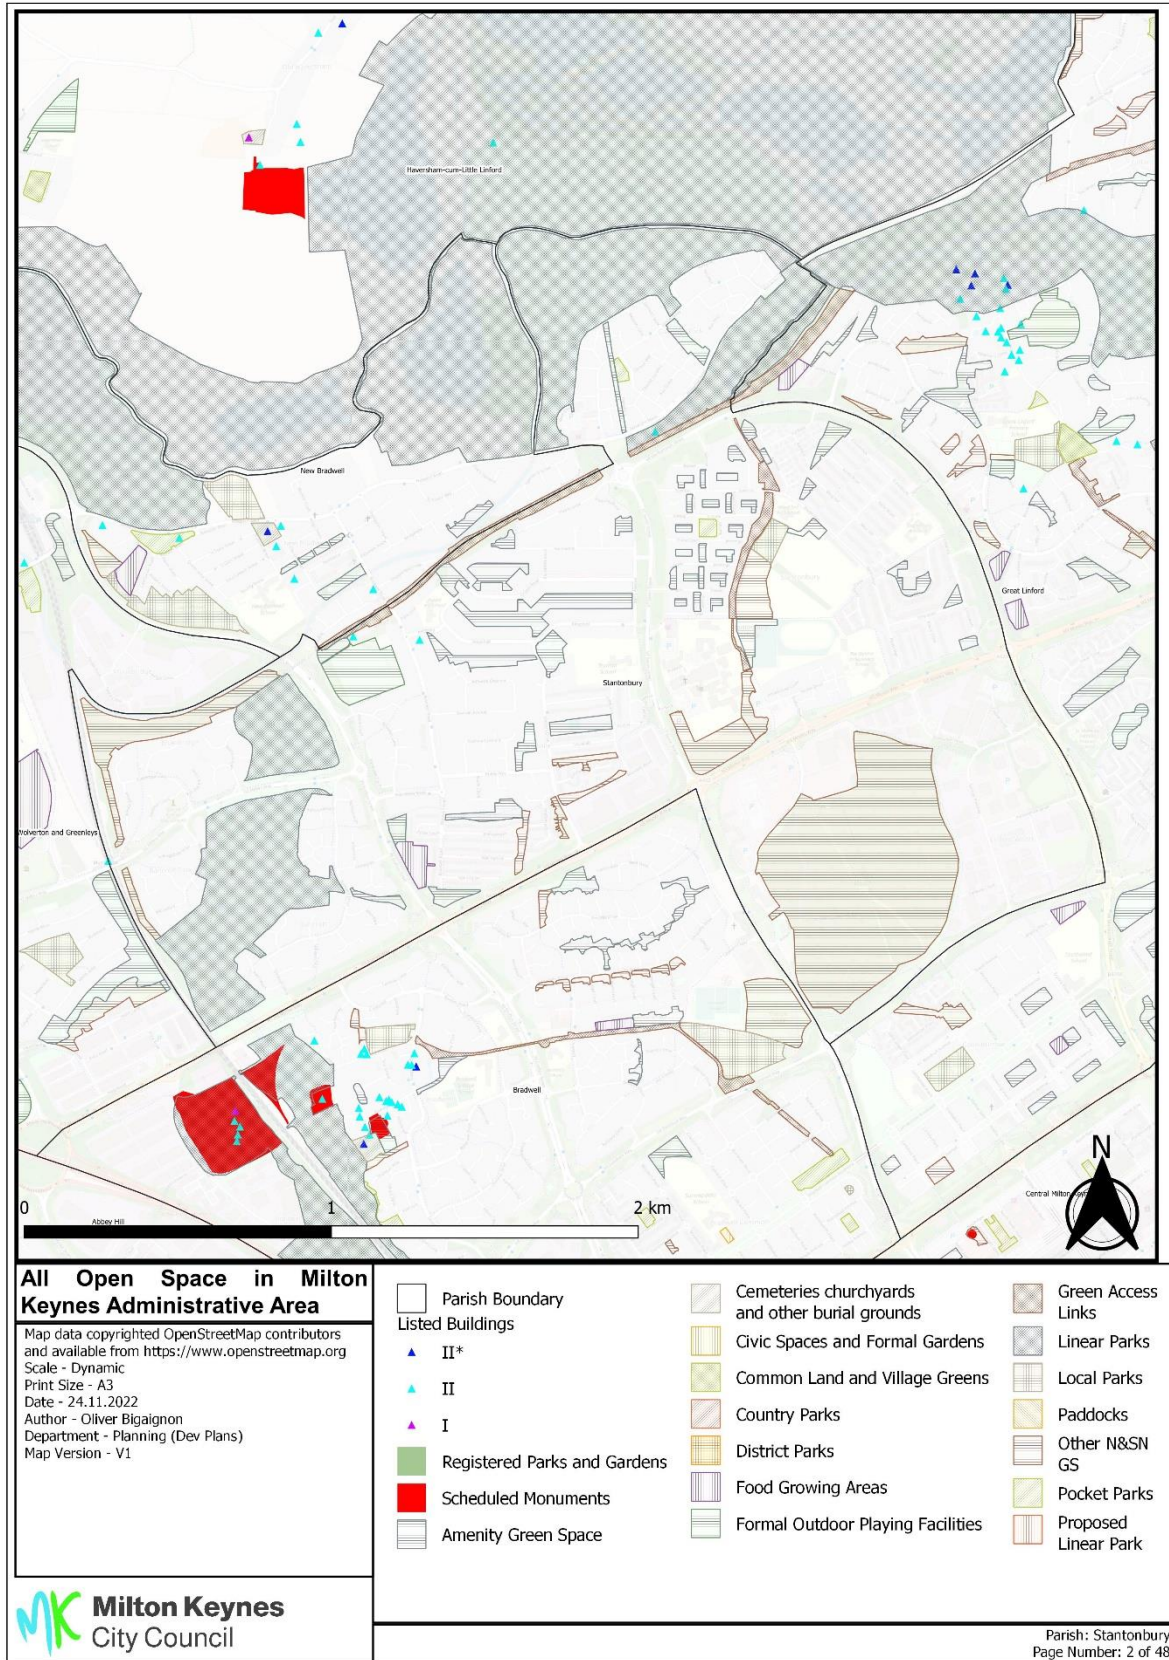 Haversham-cum-Little Linford
New Bradwell
Great Linford
Stantonbury
Wolverton and Greenleys
Bradwell
N
Central Milton Keynes
0 1 2 km
Abbey Hill
All Open Space in Milton
Keynes Administrative Area
Map data copyrighted OpenStreetMap contributors
and available from https://www.openstreetmap.org
Scale - Dynamic
Print Size - A3
Date - 24.11.2022
Author - Oliver Bigaignon
Department - Planning (Dev Plans)
Map Version - V1
MK Milton Keynes
City Council
Parish Boundary
Listed Buildings
II*
II
I
Registered Parks and Gardens
Scheduled Monuments
Amenity Green Space
Cemeteries churchyards
and other burial grounds
Civic Spaces and Formal Gardens
Common Land and Village Greens
Country Parks
District Parks
Food Growing Areas
Formal Outdoor Playing Facilities
Green Access
Links
Linear Parks
Local Parks
Paddocks
Other N&SN
GS
Pocket Parks
Proposed
Linear Park
Parish: Stantonbury
Page Number: 2 of 48